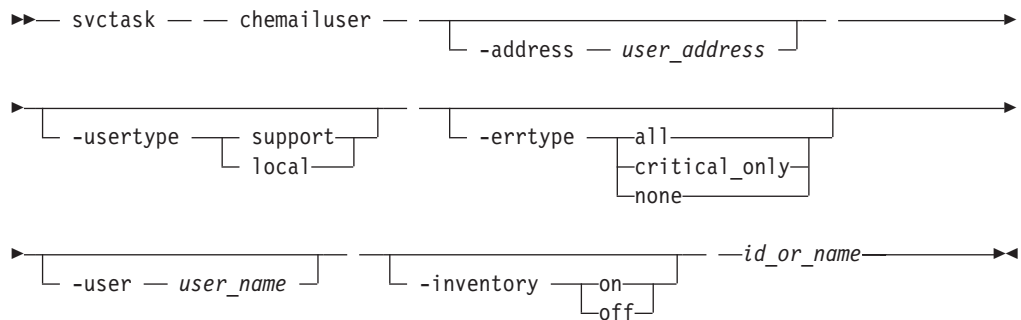 svctask chemailuser
-address user_address
-usertype support -errtype all
local critical_only
none
id_or_name
-user user_name -inventory on
off